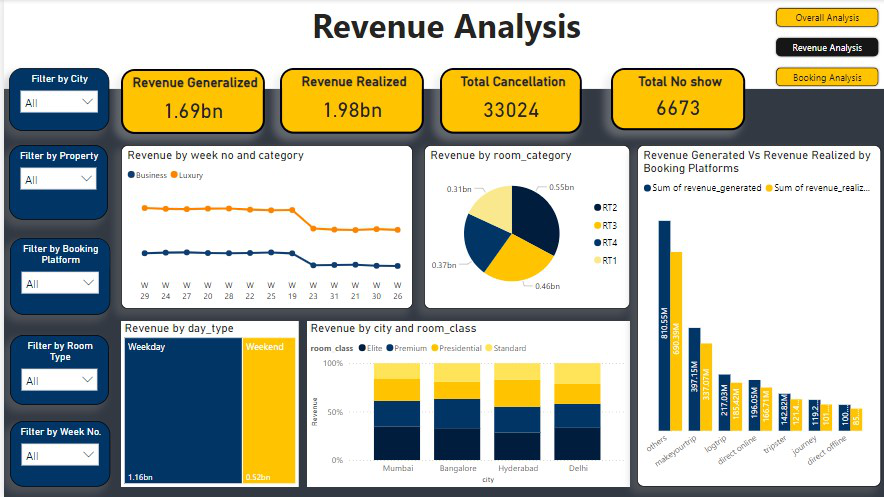 Revenue Analysis
Overall Analysis
Revenue Analysis
Booking Analysis
Filter by City
All
Revenue Generalized
1.69bn
Revenue Realized
1.98bn
Total Cancellation
33024
Total No show
6673
Filter by Property
All
Filter by Booking
Platform
All
Filter by Room
Type
All
Filter by Week No.
All
Revenue by week no and category
Business Luxury
W W W W W W W W W W W
29 24 27 20 28 22 25 19 23 31 21 30 26
Revenue by room_category
0.31bn
0.55bn
0.37bn
0.46bn
RT2
RT3
RT4
RT1
Revenue Generated Vs Revenue Realized by
Booking Platforms
Sum of revenue_generated Sum of revenue_realiz...
810.55M
690.39M
397.15M
337.07M
217.03M
185.42M
196.05M
166.71M
142.82M
121.4...
119.2...
101...
100...
85...
others
makeyourtrip
logtrip
direct online
tripster
journey
direct offline
Revenue by day_type
Weekday
Weekend
1.16bn
0.52bn
Revenue by city and room_class
room_class Elite Premium Presidential Standard
100%
50%
0%
Revenue
Mumbai Bangalore Hyderabad Delhi
city